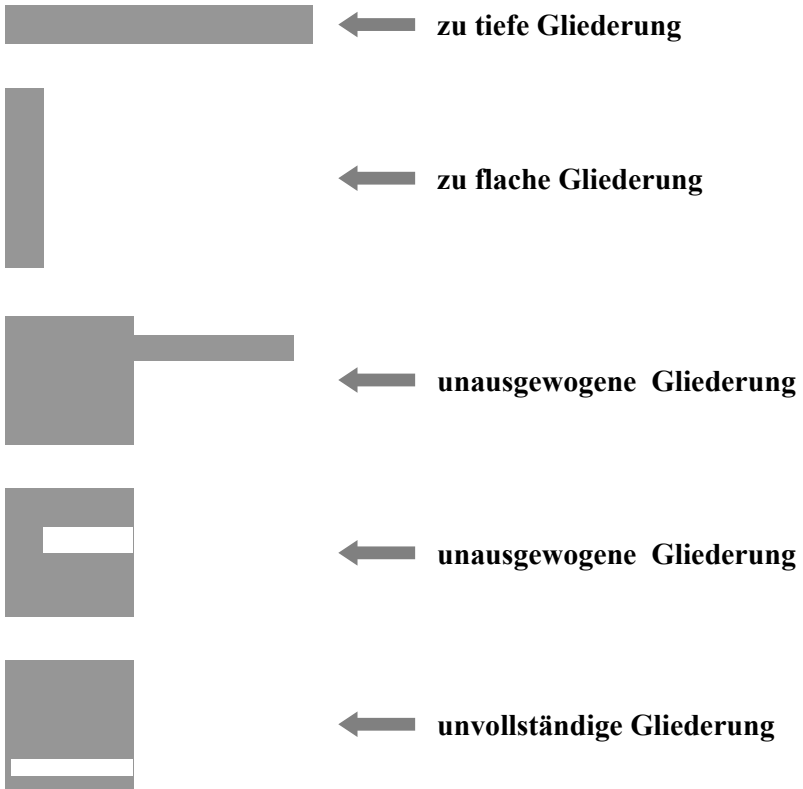 zu tiefe Gliederung
zu flache Gliederung
unausgewogene  Gliederung
unausgewogene  Gliederung
unvollständige Gliederung